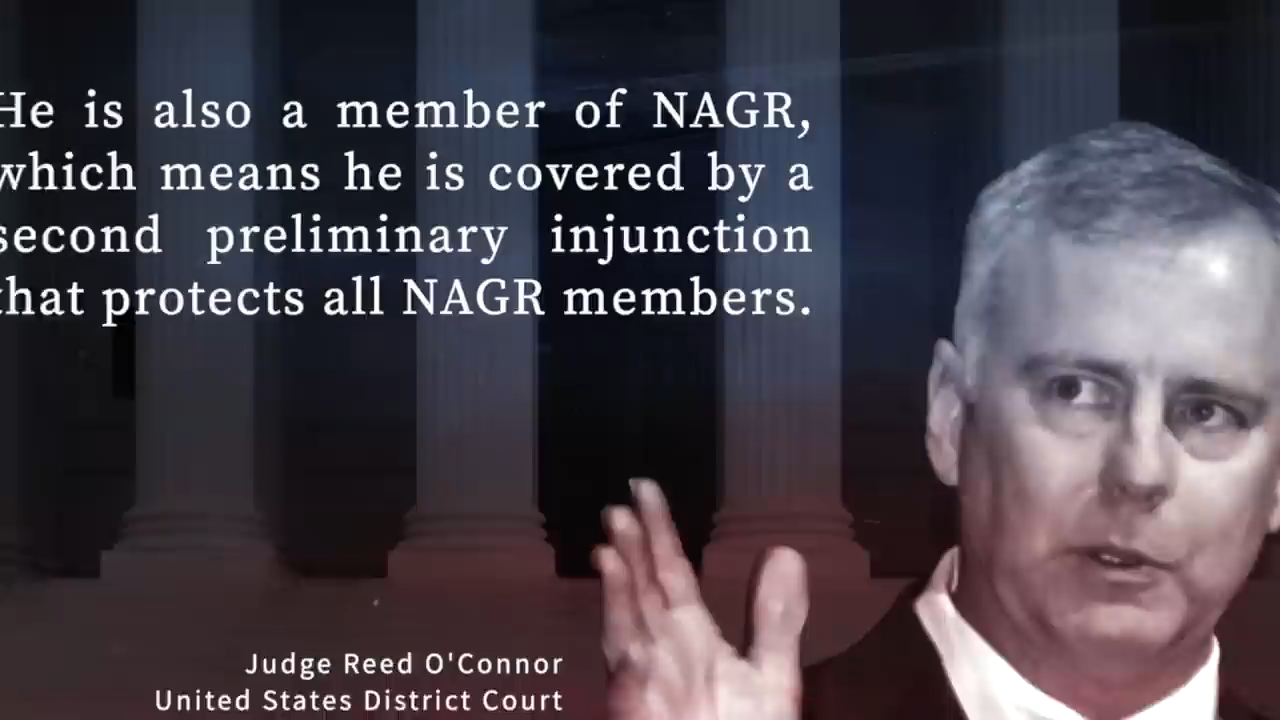 He is also a member of NAGR,
which means he is covered by a
second preliminary injunction
that protects all NAGR members.
Judge Reed O'Connor
United States District Court